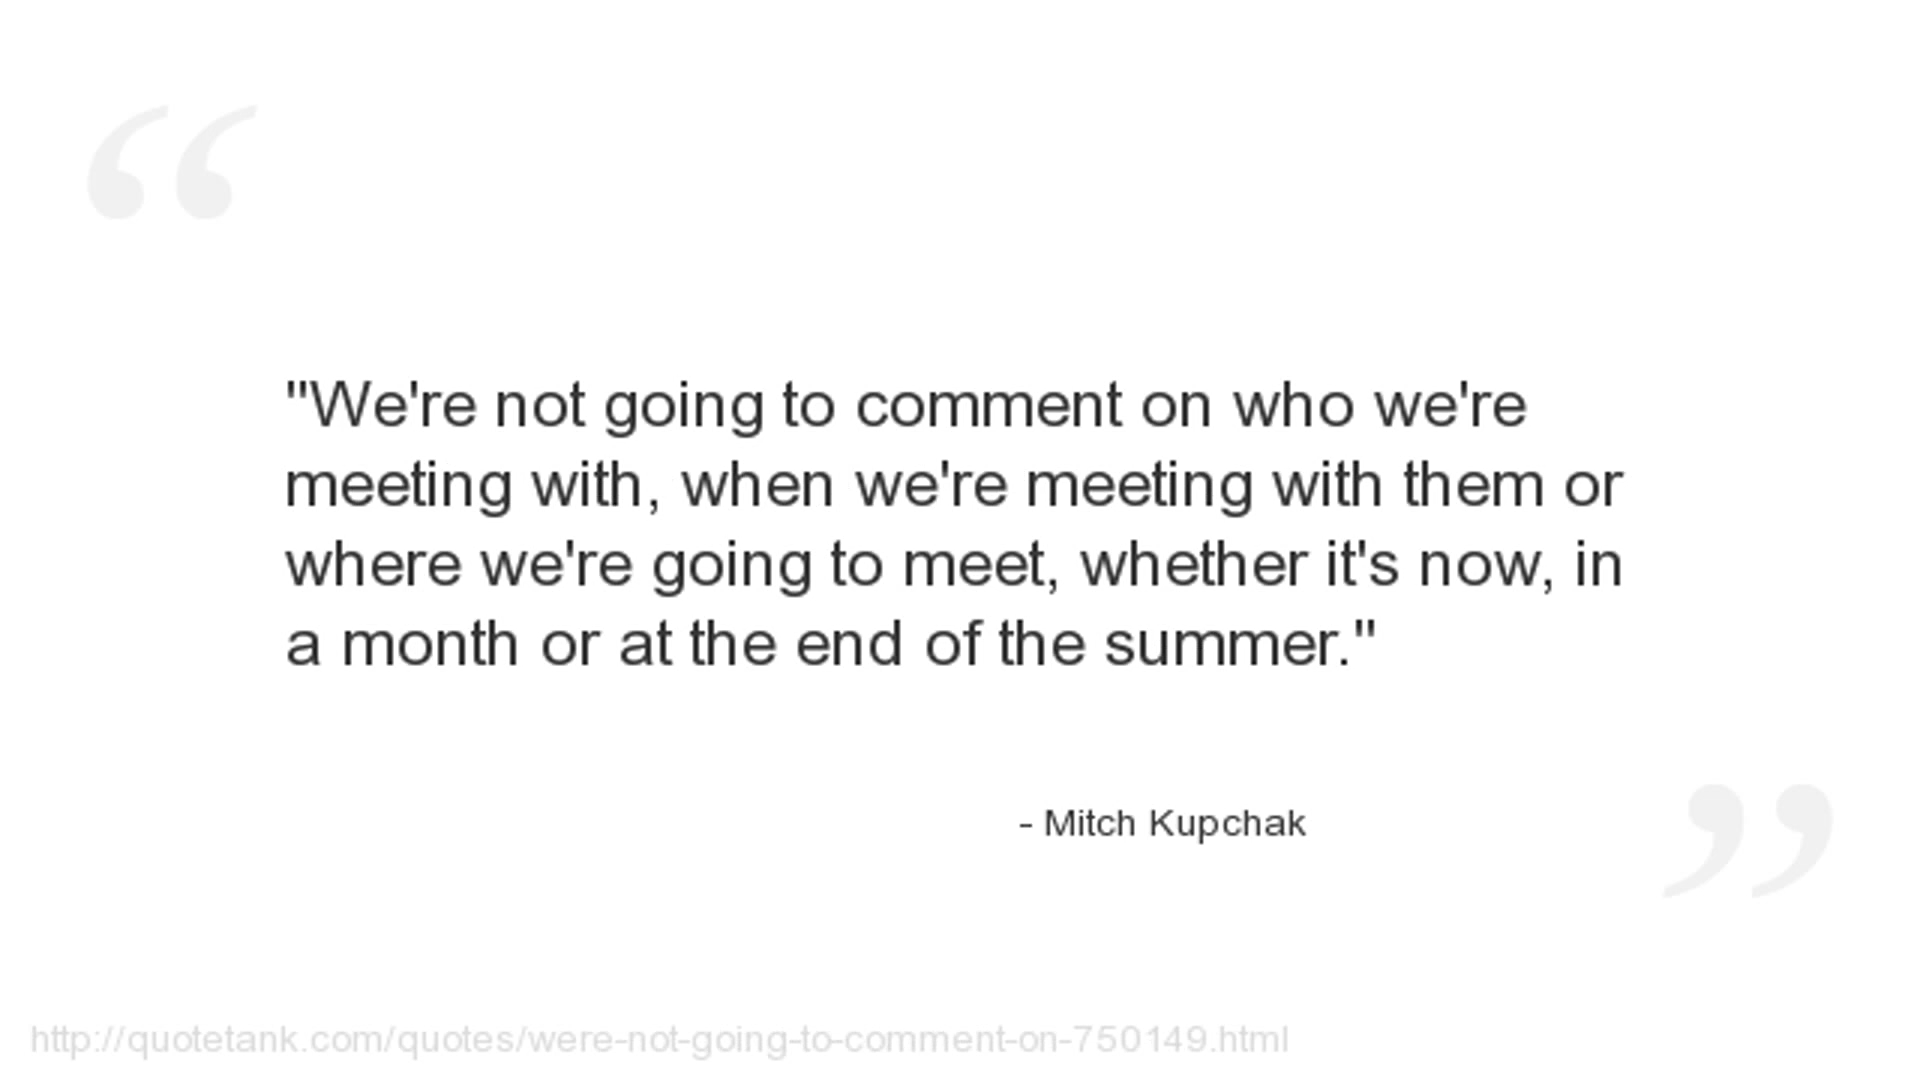 "We're not going to comment on who we're
meeting with, when we're meeting with them or
where we're going to meet, whether it's now, in
a month or at the end of the summer."
- Mitch Kupchak
http://quotetank.com/quotes/were-not-going-to-comment-on-750149.html